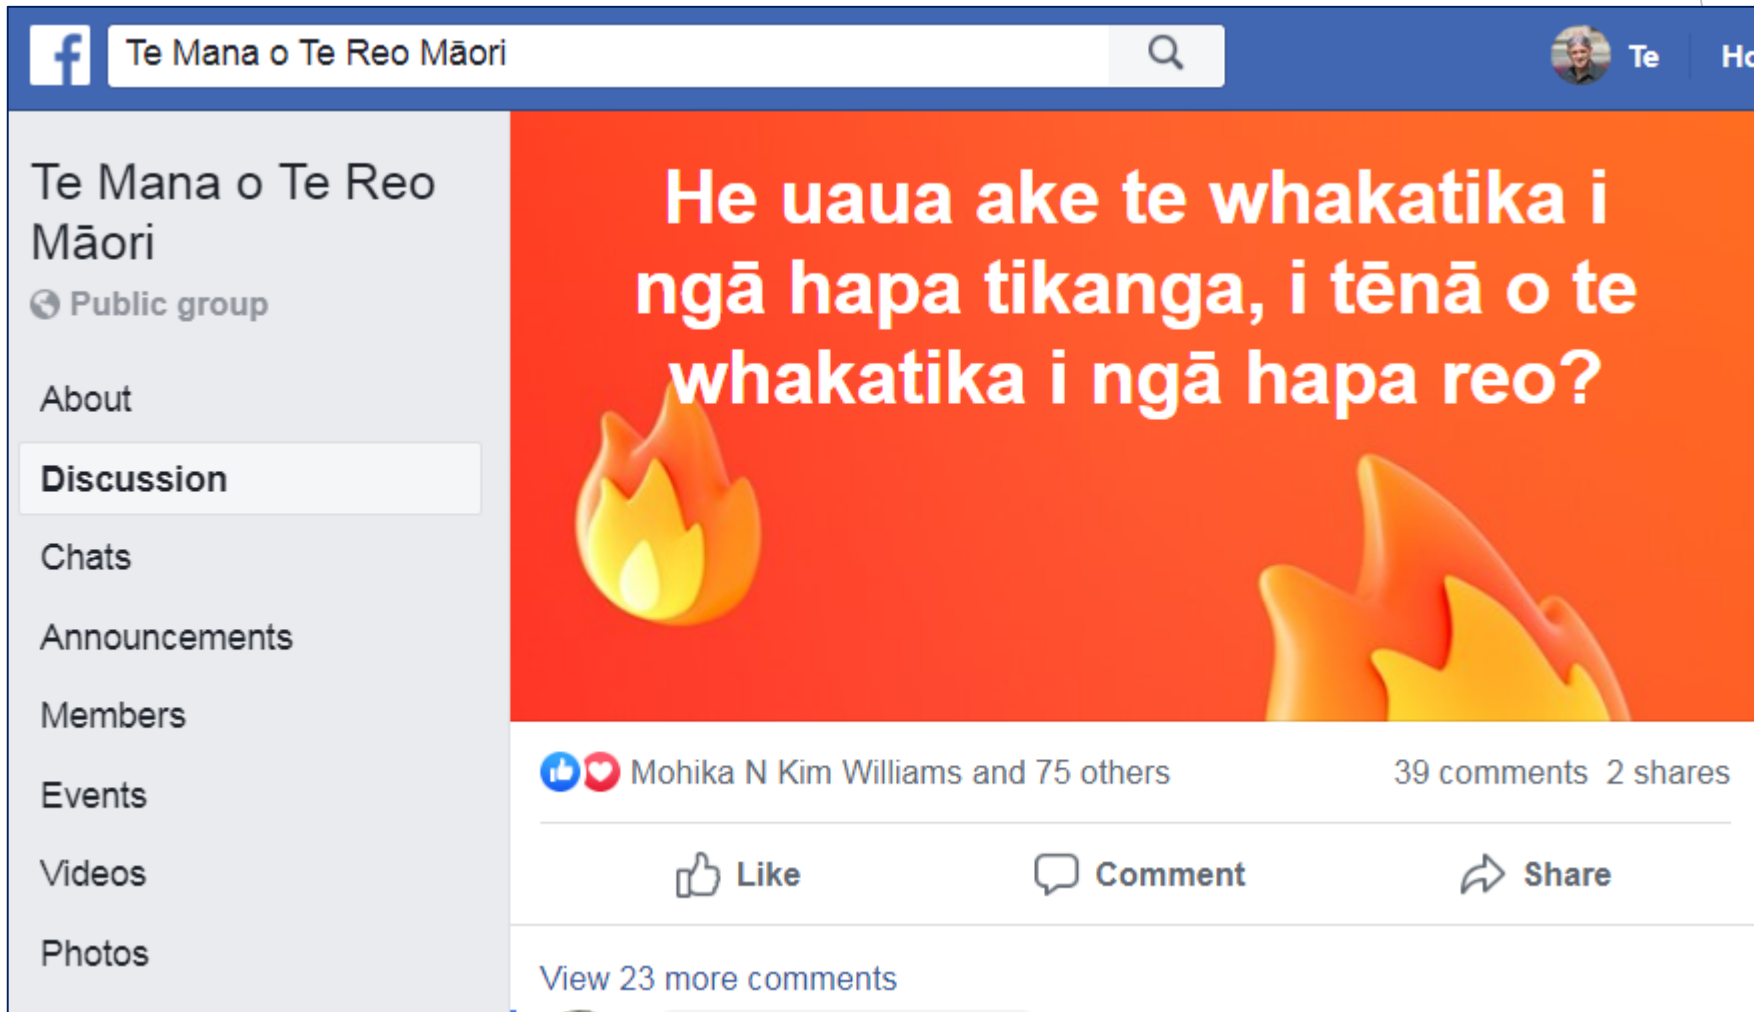 f
Te Mana o Te Reo Māori
Te
Te Mana o Te Reo
Māori
Public group
About
Discussion
Chats
Announcements
Members
Events
Videos
Photos
He uaua ake te whakatika i
ngā hapa tikanga, i tēnā o te
whakatika i ngā hapa reo?
Mohika N Kim Williams and 75 others
39 comments 2 shares
Like
Comment
Share
View 23 more comments